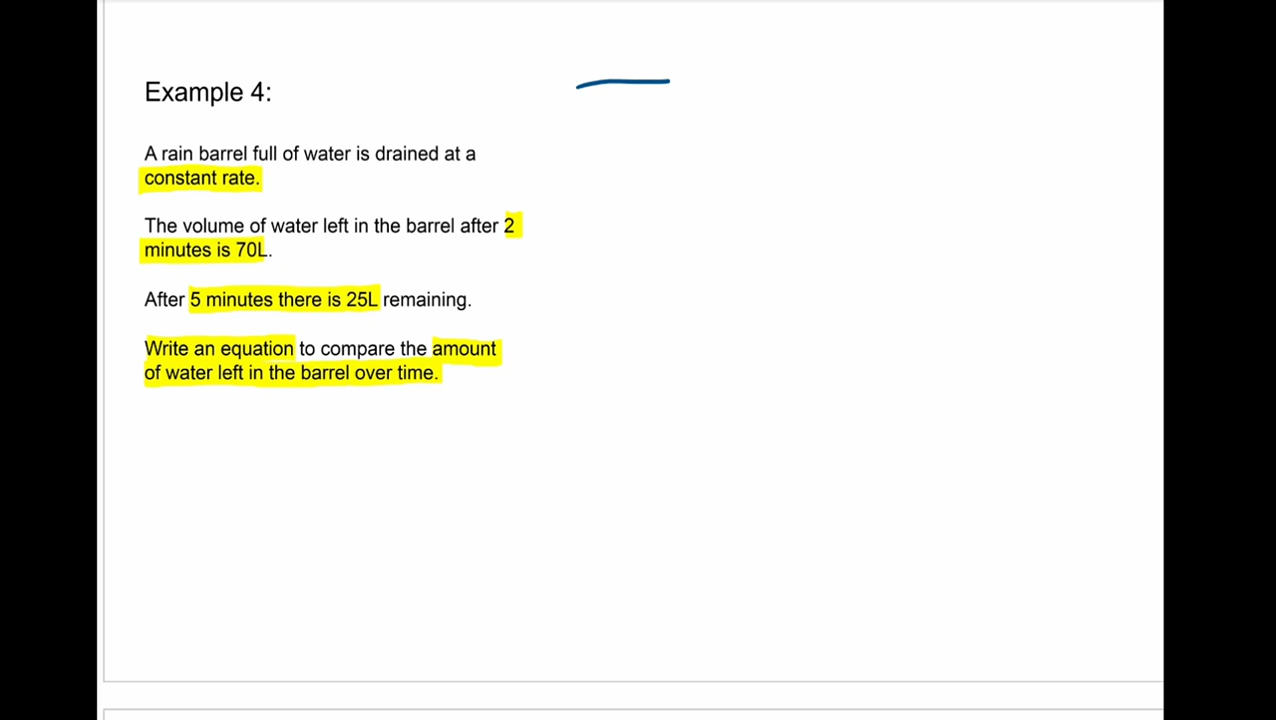 Example 4:
A rain barrel full of water is drained at a
constant rate.
The volume of water left in the barrel after 2
minutes is 70L.
After 5 minutes there is 25L remaining.
Write an equation to compare the amount
of water left in the barrel over time.